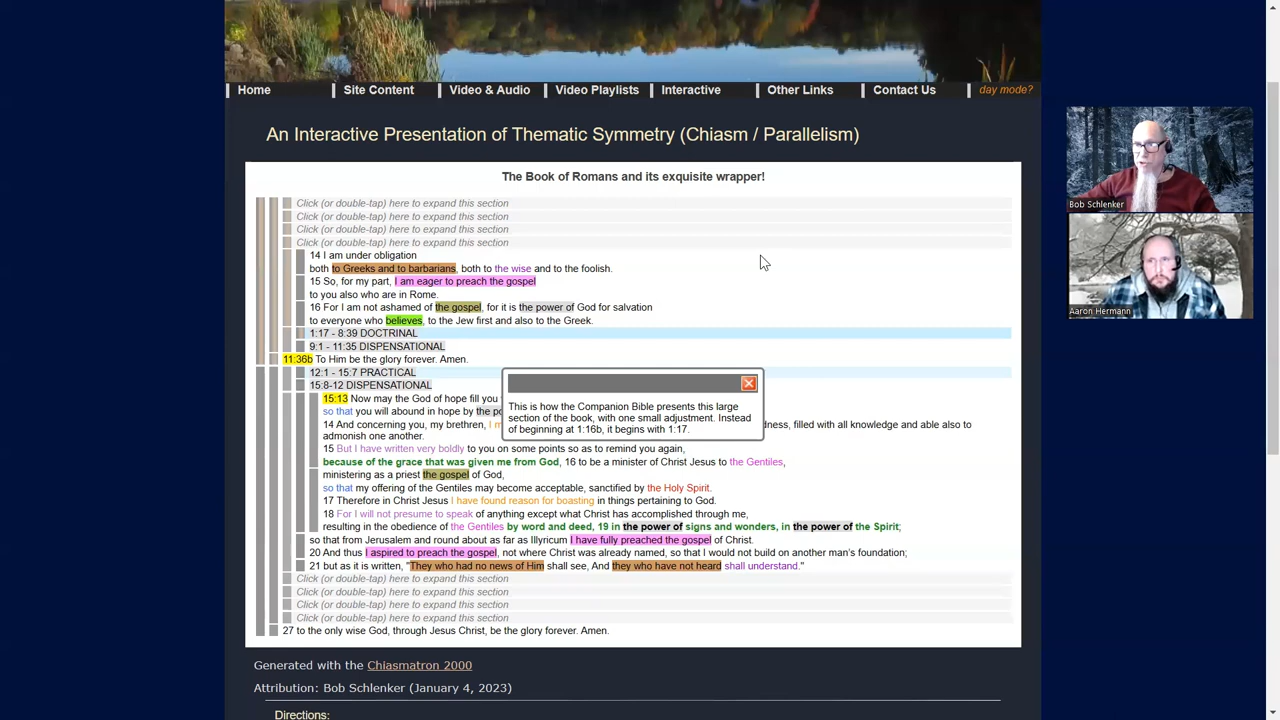 Home Site Content Video & Audio Video Playlists Interactive Other Links Contact Us day mode?
An Interactive Presentation of Thematic Symmetry (Chiasm / Parallelism)
The Book of Romans and its exquisite wrapper!
Click (or double-tap) here to expand this section
Click (or double-tap) here to expand this section
Click (or double-tap) here to expand this section
Click (or double-tap) here to expand this section
14 I am under obligation
both to Greeks and to barbarians, both to the wise and to the foolish.
15 So, for my part, I am eager to preach the gospel
to you also who are in Rome.
16 For I am not ashamed of the gospel, for it is the power of God for salvation
to everyone who believes, to the Jew first and also to the Greek.
1:17 - 8:39 DOCTRINAL
9:1 - 11:35 DISPENSATIONAL
11:36b To Him be the glory forever. Amen.
12:1 - 15:7 PRACTICAL
15:8-12 DISPENSATIONAL
15:13 Now may the God of hope fill you
so that you will abound in hope by the po
14 And concerning you, my brethren, I m
dness, filled with all knowledge and able also to
admonish one another.
This is how the Companion Bible presents this large
section of the book, with one small adjustment. Instead
of beginning at 1:16b, it begins with 1:17.
15 But I have written very boldly to you on some points so as to remind you again,
because of the grace that was given me from God, 16 to be a minister of Christ Jesus to the Gentiles,
ministering as a priest the gospel of God,
so that my offering of the Gentiles may become acceptable, sanctified by the Holy Spirit.
17 Therefore in Christ Jesus I have found reason for boasting in things pertaining to God.
18 For I will not presume to speak of anything except what Christ has accomplished through me,
resulting in the obedience of the Gentiles by word and deed, 19 in the power of signs and wonders, in the power of the Spirit;
so that from Jerusalem and round about as far as Illyricum I have fully preached the gospel of Christ.
20 And thus I aspired to preach the gospel, not where Christ was already named, so that I would not build on another man's foundation;
21 but as it is written, "They who had no news of Him shall see, And they who have not heard shall understand."
Click (or double-tap) here to expand this section
Click (or double-tap) here to expand this section
Click (or double-tap) here to expand this section
Click (or double-tap) here to expand this section
27 to the only wise God, through Jesus Christ, be the glory forever. Amen.
Generated with the Chiasmatron 2000
Attribution: Bob Schlenker (January 4, 2023)
Directions:
Bob Schlenker
Aaron Hermann